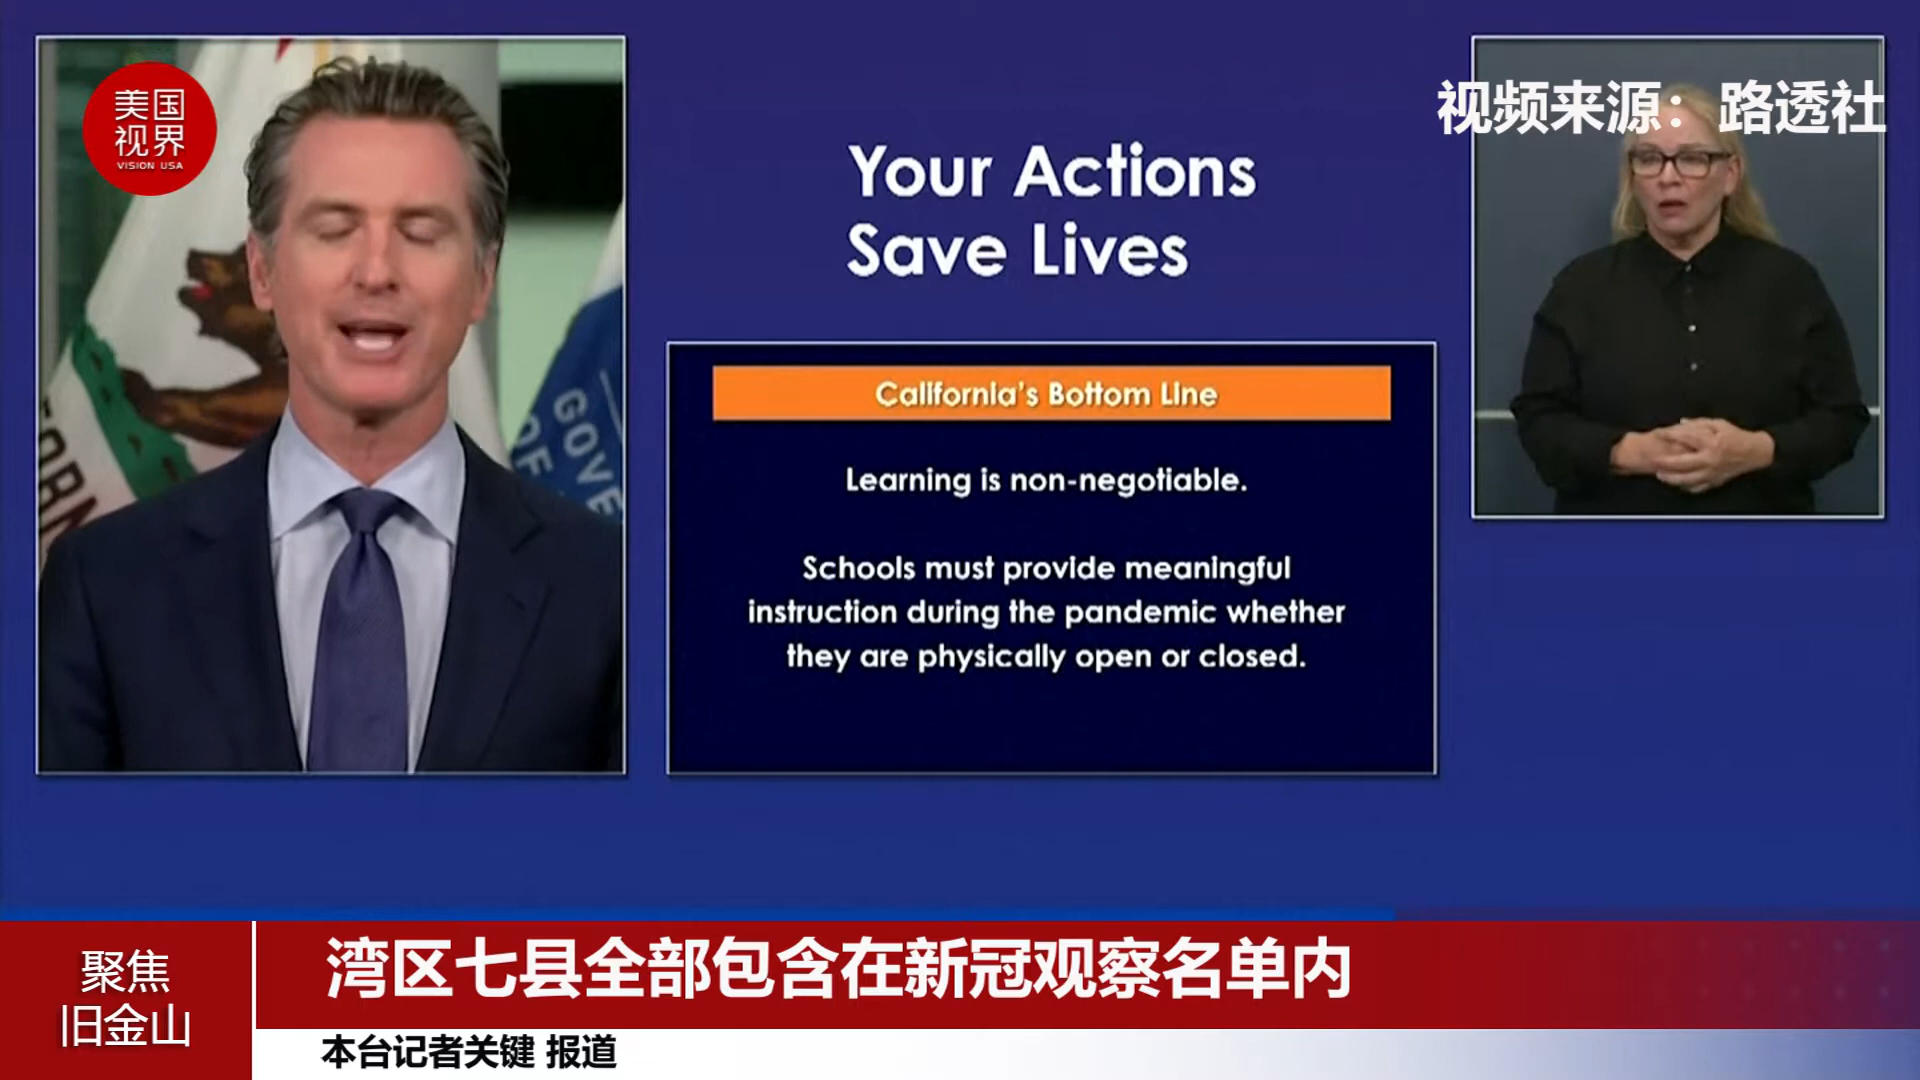 美国
视界
VISION USA
视频来源：路透社
Your Actions
Save Lives
California's Bottom Line
Learning is non-negotiable.
Schools must provide meaningful
instruction during the pandemic whether
they are physically open or closed.
GOVE
OF
聚焦
旧金山
湾区七县全部包含在新冠观察名单内
本台记者关键 报道